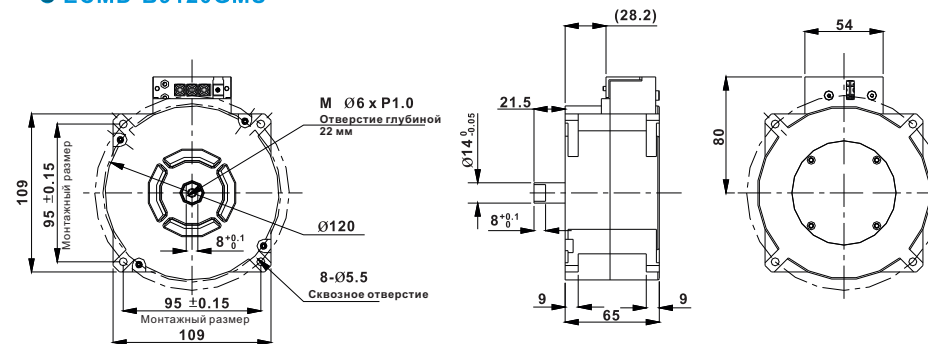 (28.2)
54
M Ø6 x P1.0
Отверстие глубиной
22 мм
21.5
Ø14 0 -0.05
80
109
95 ±0.15
Монтажный размер
Ø120
8 +0.1 0
8 +0.1 0
8-Ø5.5
Сквозное отверстие
95 ±0.15
Монтажный размер
109
9
9
65